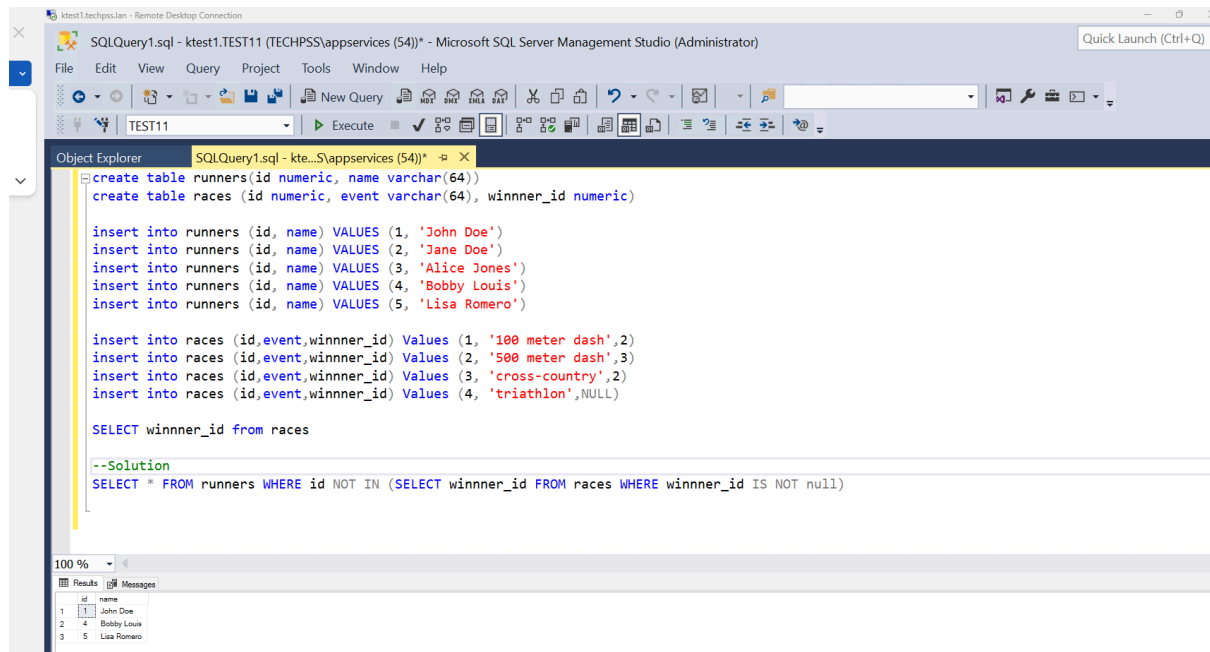 ktest1.techpss.lan - Remote Desktop Connection
SQLQuery1.sql - ktest1.TEST11 (TECHPSS\appservices (54))* - Microsoft SQL Server Management Studio (Administrator)
Quick Launch (Ctrl+Q)
File Edit View Query Project Tools Window Help
New Query MDX DMX XMLA DAX
TEST11 Execute
Object Explorer SQLQuery1.sql - kte...S\appservices (54))*
create table runners(id numeric, name varchar(64))
create table races (id numeric, event varchar(64), winnner_id numeric)
insert into runners (id, name) VALUES (1, 'John Doe')
insert into runners (id, name) VALUES (2, 'Jane Doe')
insert into runners (id, name) VALUES (3, 'Alice Jones')
insert into runners (id, name) VALUES (4, 'Bobby Louis')
insert into runners (id, name) VALUES (5, 'Lisa Romero')
insert into races (id,event,winnner_id) Values (1, '100 meter dash',2)
insert into races (id,event,winnner_id) Values (2, '500 meter dash',3)
insert into races (id,event,winnner_id) Values (3, 'cross-country',2)
insert into races (id,event,winnner_id) Values (4, 'triathlon',NULL)
SELECT winnner_id from races
--Solution
SELECT * FROM runners WHERE id NOT IN (SELECT winnner_id FROM races WHERE winnner_id IS NOT null)
100 %
Results Messages
id name
1 1 John Doe
2 4 Bobby Louis
3 5 Lisa Romero